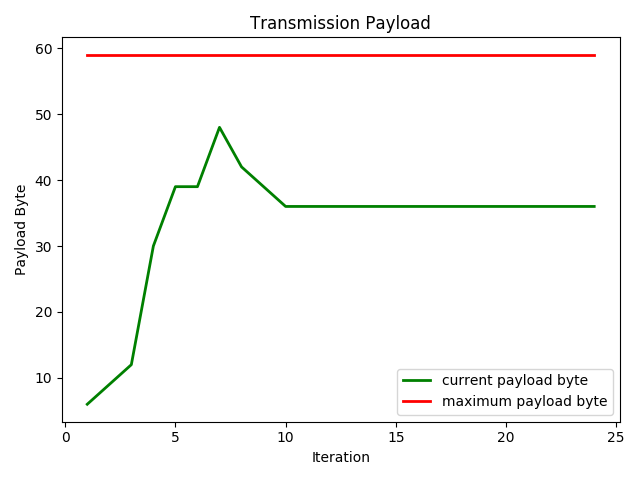 Transmission Payload
60
50
40
30
20
10
Payload Byte
0
5
10
15
20
25
Iteration
current payload byte
maximum payload byte